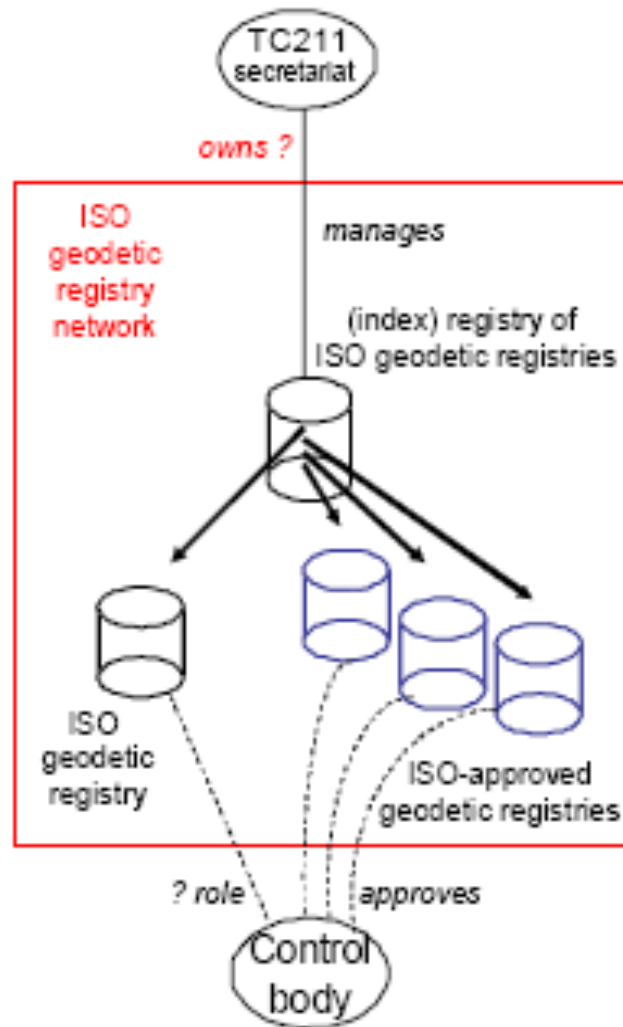 TC211
secretariat
owns ?
ISO
geodetic
registry
network
manages
(index) registry of
ISO geodetic registries
ISO
geodetic
registry
ISO-approved
geodetic registries
? role
approves
Control
body